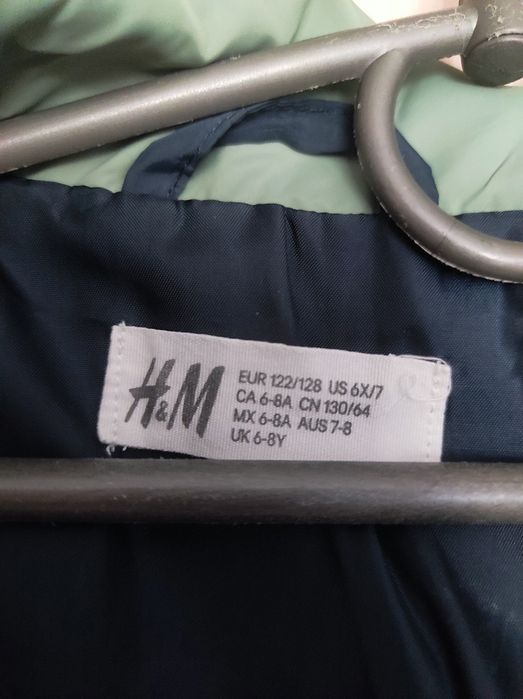 H&M
EUR 122/128 US 6X/7
CA 6-8A CN 130/64
MX 6-8A AUS 7-8
UK 6-8Y